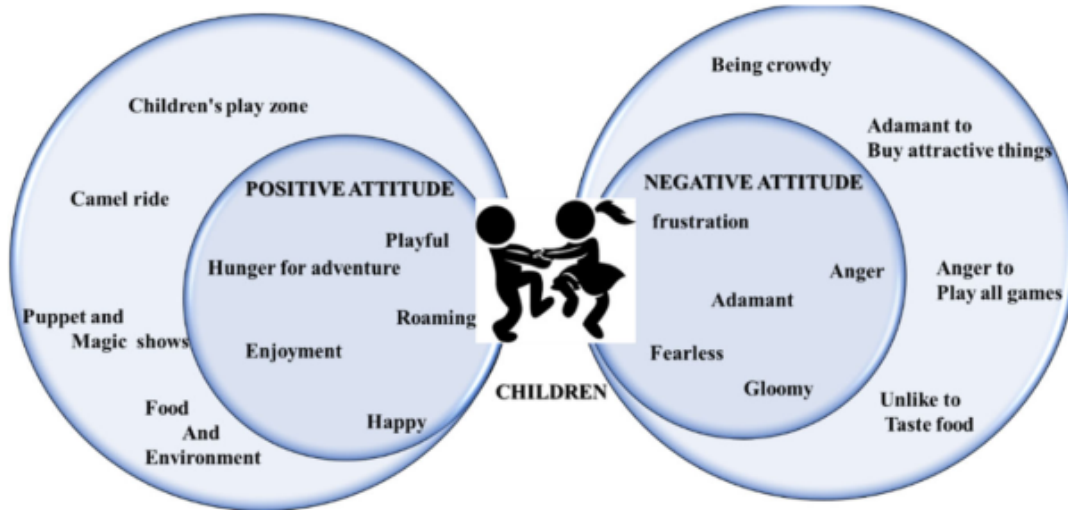 Children's play zone
Camel ride
Puppet and
Magic shows
Food
And
Environment
POSITIVE ATTITUDE
Playful
Hunger for adventure
Roaming
Enjoyment
Happy
CHILDREN
Being crowdy
Adamant to
Buy attractive things
Anger to
Play all games
Unlike to
Taste food
NEGATIVE ATTITUDE
frustration
Anger
Adamant
Fearless
Gloomy